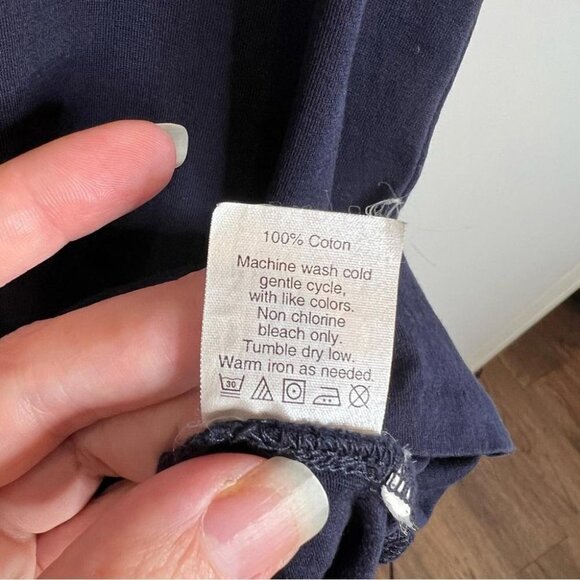 100% Coton
Machine wash cold
gentle cycle,
with like colors.
Non chlorine
bleach only.
Tumble dry low.
Warm iron as needed.
30